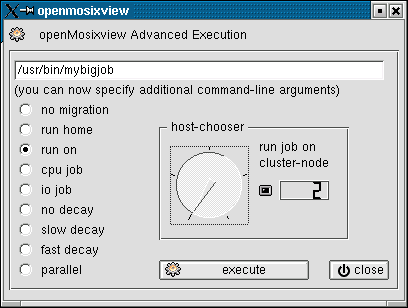 openmosixview
openMosixview Advanced Execution
/usr/bin/mybigjob
(you can now specify additional command-line arguments)
no migration
run home
run on
cpu job
io job
no decay
slow decay
fast decay
parallel
host-chooser
run job on
cluster-node
2
execute
close